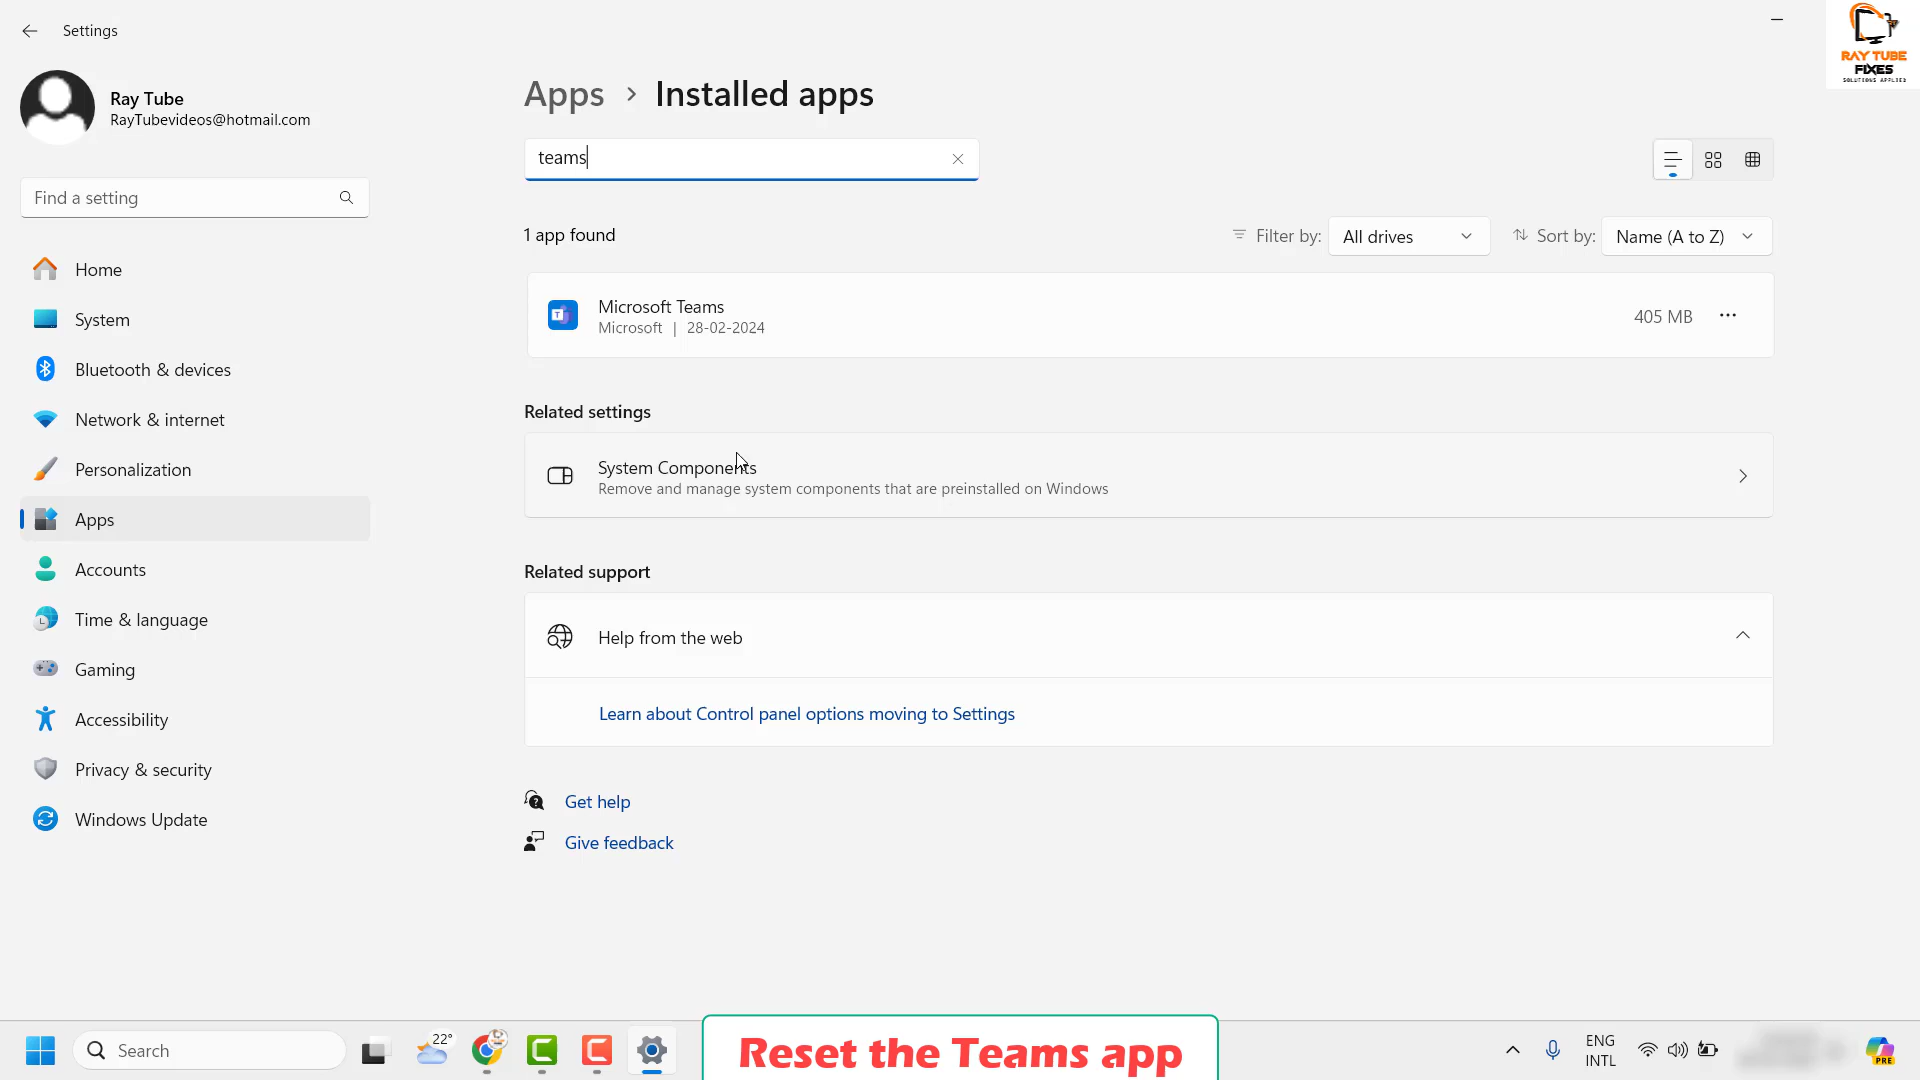 Settings
RAY TUBE
FIXES
SOLUTIONS APPLIED
Ray Tube
RayTubevideos@hotmail.com
Find a setting
Home
System
Bluetooth & devices
Network & internet
Personalization
Apps
Accounts
Time & language
Gaming
Accessibility
Privacy & security
Windows Update
Apps > Installed apps
teams
1 app found
Filter by: All drives
Sort by: Name (A to Z)
Microsoft Teams
Microsoft | 28-02-2024
405 MB
Related settings
System Components
Remove and manage system components that are preinstalled on Windows
Related support
Help from the web
Learn about Control panel options moving to Settings
Get help
Give feedback
Search
22°
Reset the Teams app
ENG
INTL
PRE